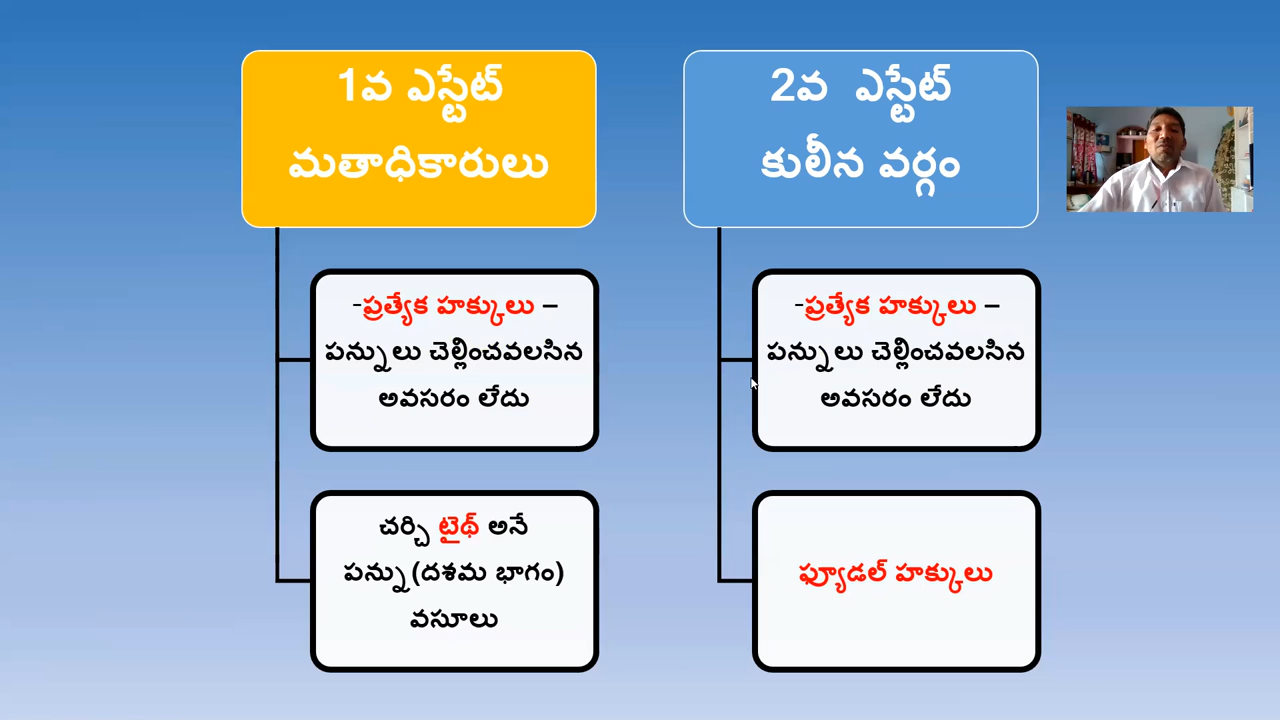 1వ ఎస్టేట్
మతాధికారులు
-ప్రత్యేక హక్కులు –
పన్నులు చెల్లించవలసిన
అవసరం లేదు
చర్చి టైథ్ అనే
పన్ను(దశమ భాగం)
వసూలు
2వ ఎస్టేట్
కులీన వర్గం
-ప్రత్యేక హక్కులు –
పన్నులు చెల్లించవలసిన
అవసరం లేదు
ఫ్యూడల్ హక్కులు